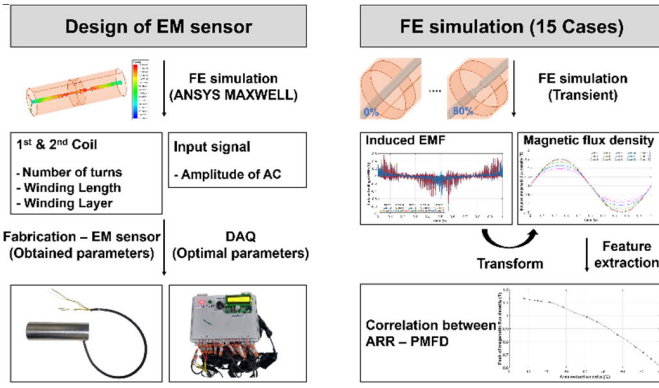 Design of EM sensor
FE simulation
(ANSYS MAXWELL)
1st & 2nd Coil
- Number of turns
- Winding Length
- Winding Layer
Input signal
- Amplitude of AC
Fabrication – EM sensor
(Obtained parameters)
DAQ
(Optimal parameters)
FE simulation (15 Cases)
0%
....
80%
FE simulation
(Transient)
Induced EMF
Magnetic flux density
Transform
Feature
extraction
Correlation between
ARR – PMFD